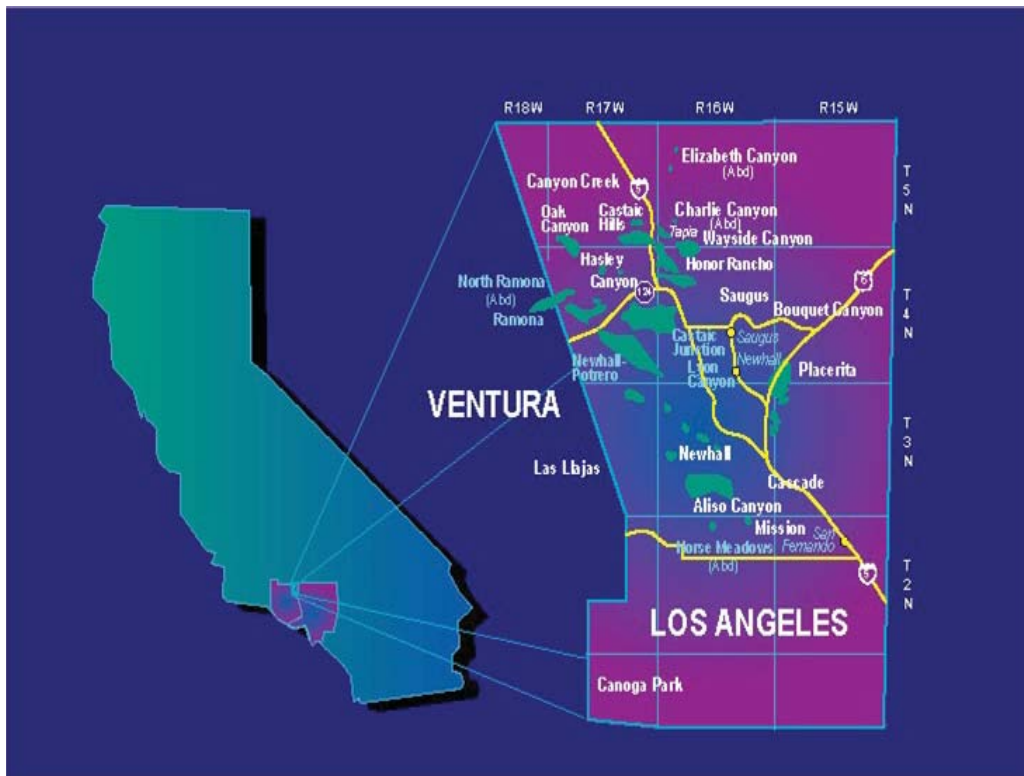 R18W R17W R16W R15W
Elizabeth Canyon
(Abd)
T
5
N
Canyon Creek
5
Oak
Canyon
Castaic
Hills
Charlie Canyon
(Abd)
Tapia
Wayside Canyon
Hasley
Canyon
Honor Rancho
North Ramona
(Abd)
Ramona
Saugus
Bouquet Canyon
T
4
N
Castaic
Junction
Saugus
Newhall
Lyon
Canyon
Newhall-
Potrero
Placerita
VENTURA
T
3
N
Las Llajas
Newhall
Cascade
Aliso Canyon
Mission
San
Fernando
Horse Meadows
(Abd)
5
T
2
N
LOS ANGELES
Canoga Park